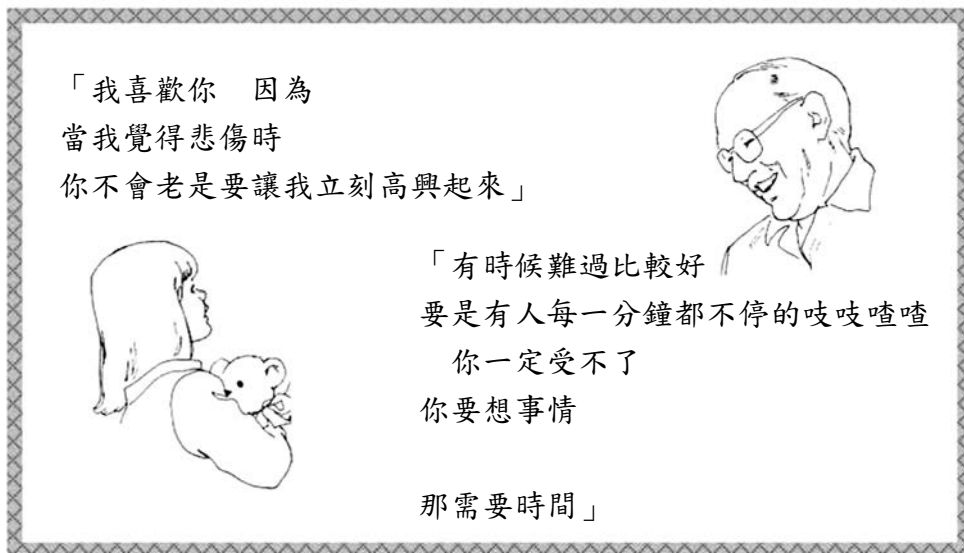 「我喜歡你　因為
當我覺得悲傷時
你不會老是要讓我立刻高興起來」
「有時候難過比較好
要是有人每一分鐘都不停的吱吱喳喳
　你一定受不了
你要想事情
那需要時間」